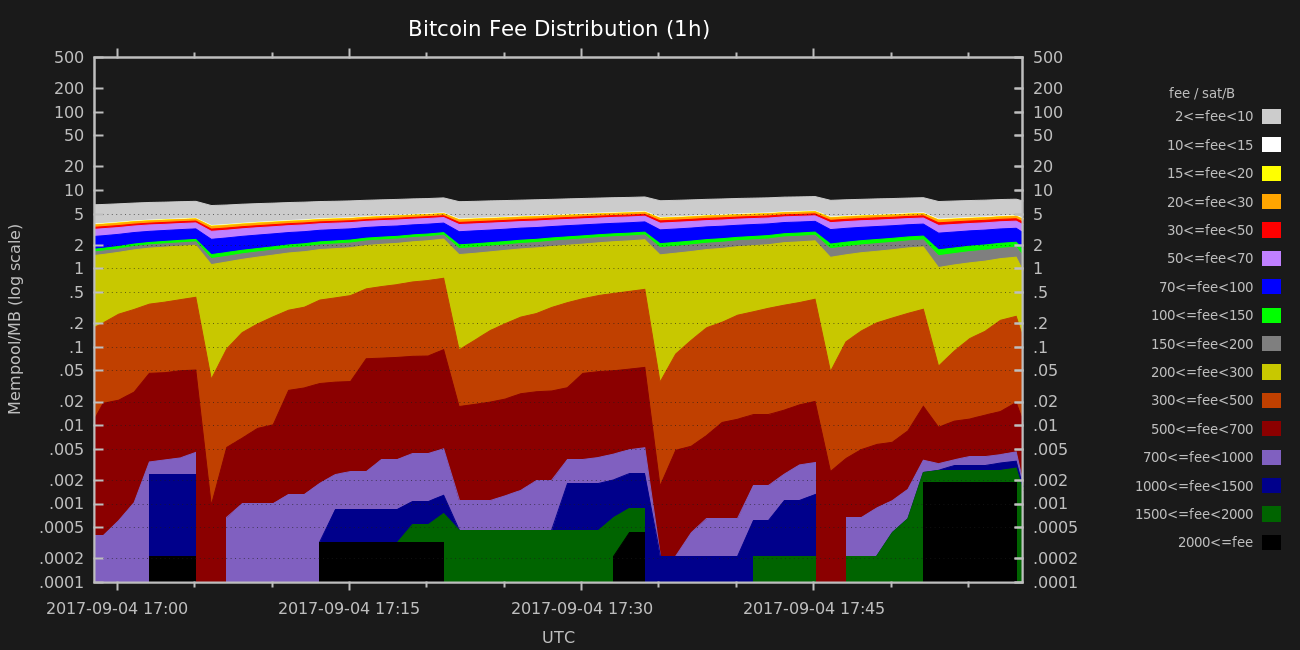 Bitcoin Fee Distribution (1h)
500
200
100
50
20
10
5
2
1
.5
.2
.1
.05
.02
.01
.005
.002
.001
.0005
.0002
.0001
Mempool/MB (log scale)
500
200
100
50
20
10
5
2
1
.5
.2
.1
.05
.02
.01
.005
.002
.001
.0005
.0002
.0001
2017-09-04 17:00
2017-09-04 17:15
2017-09-04 17:30
2017-09-04 17:45
UTC
fee / sat/B
2<=fee<10
10<=fee<15
15<=fee<20
20<=fee<30
30<=fee<50
50<=fee<70
70<=fee<100
100<=fee<150
150<=fee<200
200<=fee<300
300<=fee<500
500<=fee<700
700<=fee<1000
1000<=fee<1500
1500<=fee<2000
2000<=fee